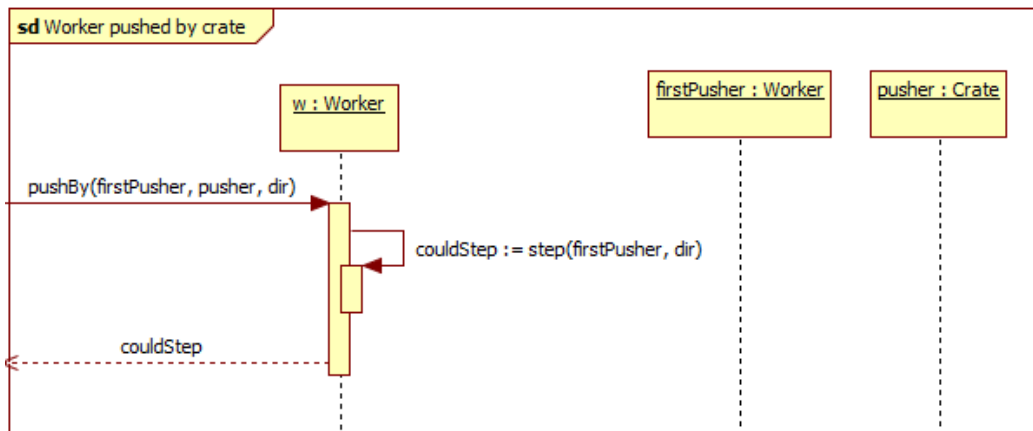 sd Worker pushed by crate
w : Worker
firstPusher : Worker
pusher : Crate
pushBy(firstPusher, pusher, dir)
couldStep := step(firstPusher, dir)
couldStep